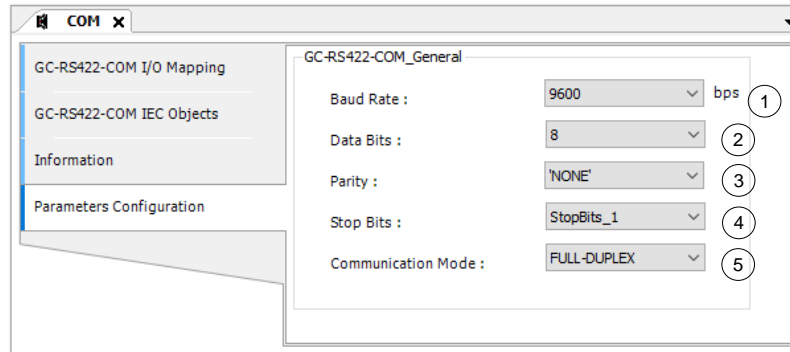 COM
GC-RS422-COM I/O Mapping
GC-RS422-COM IEC Objects
Information
Parameters Configuration
GC-RS422-COM_General
Baud Rate : 9600 bps 1
Data Bits : 8 2
Parity : 'NONE' 3
Stop Bits : StopBits_1 4
Communication Mode : FULL-DUPLEX 5